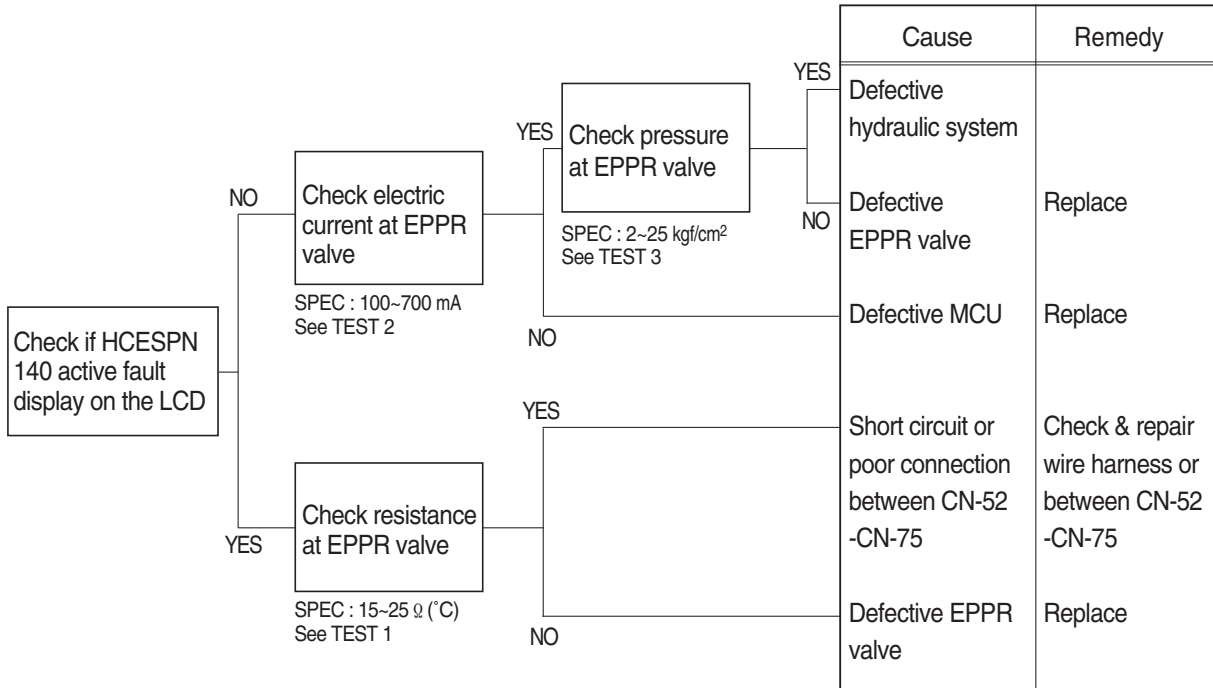 Cause
Remedy
YES
Defective
hydraulic system
YES
Check pressure
at EPPR valve
NO
Check electric
current at EPPR
valve
NO
Defective
EPPR valve
Replace
SPEC : 2~25 kgf/cm²
See TEST 3
SPEC : 100~700 mA
See TEST 2
Defective MCU
Replace
NO
Check if HCESPN
140 active fault
display on the LCD
YES
Short circuit or
poor connection
between CN-52
-CN-75
Check & repair
wire harness or
between CN-52
-CN-75
YES
Check resistance
at EPPR valve
SPEC : 15~25 Ω (˚C)
See TEST 1
NO
Defective EPPR
valve
Replace